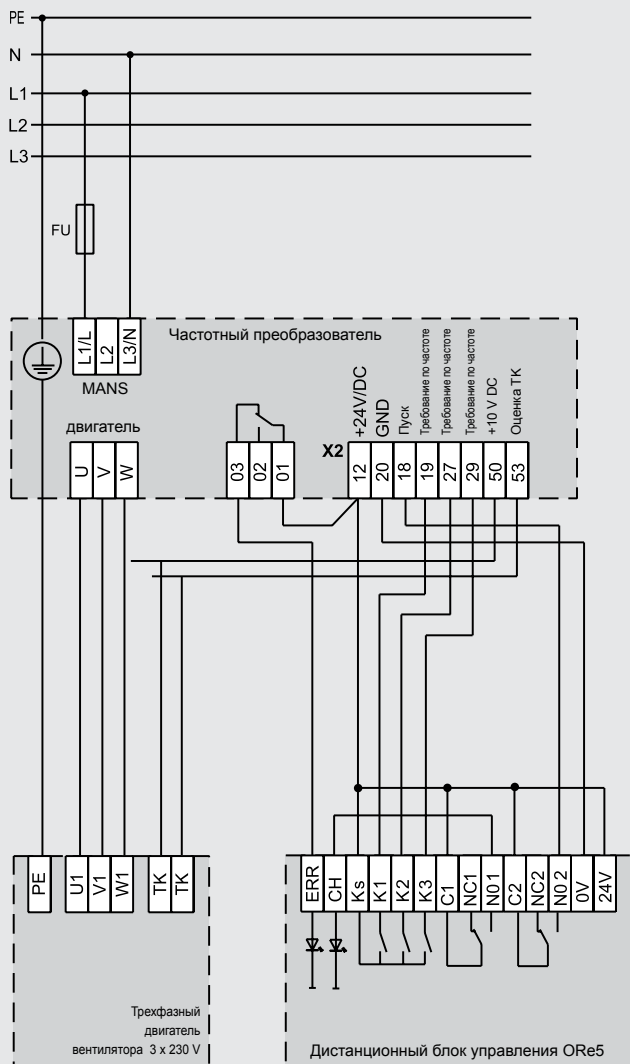 PE
N
L1
L2
L3
FU
Частотный преобразователь
L1/L
L2
L3/N
MANS
двигатель
U
V
W
03
02
01
X2
+24V/DC
GND
Пуск
Требование по частоте
Требование по частоте
Требование по частоте
+10 V DC
Оценка ТК
12
20
18
19
27
29
50
53
PE
U1
V1
W1
TK
TK
ERR
CH
Ks
K1
K2
K3
C1
NC1
N0 1
C2
NC2
N0 2
0V
24V
Трехфазный
двигатель
вентилятора 3 x 230 V
Дистанционный блок управления ORe5